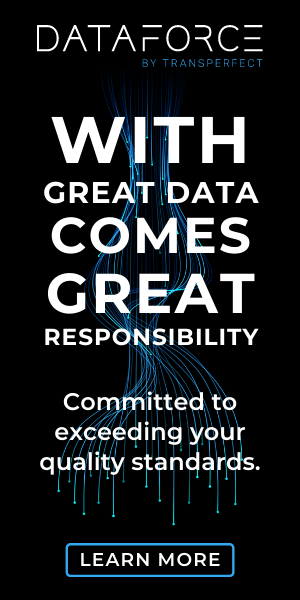 DATAFORCE
BY TRANSPERFECT
WITH
GREAT DATA
COMES
GREAT
RESPONSIBILITY
Committed to
exceeding your
quality standards.
LEARN MORE